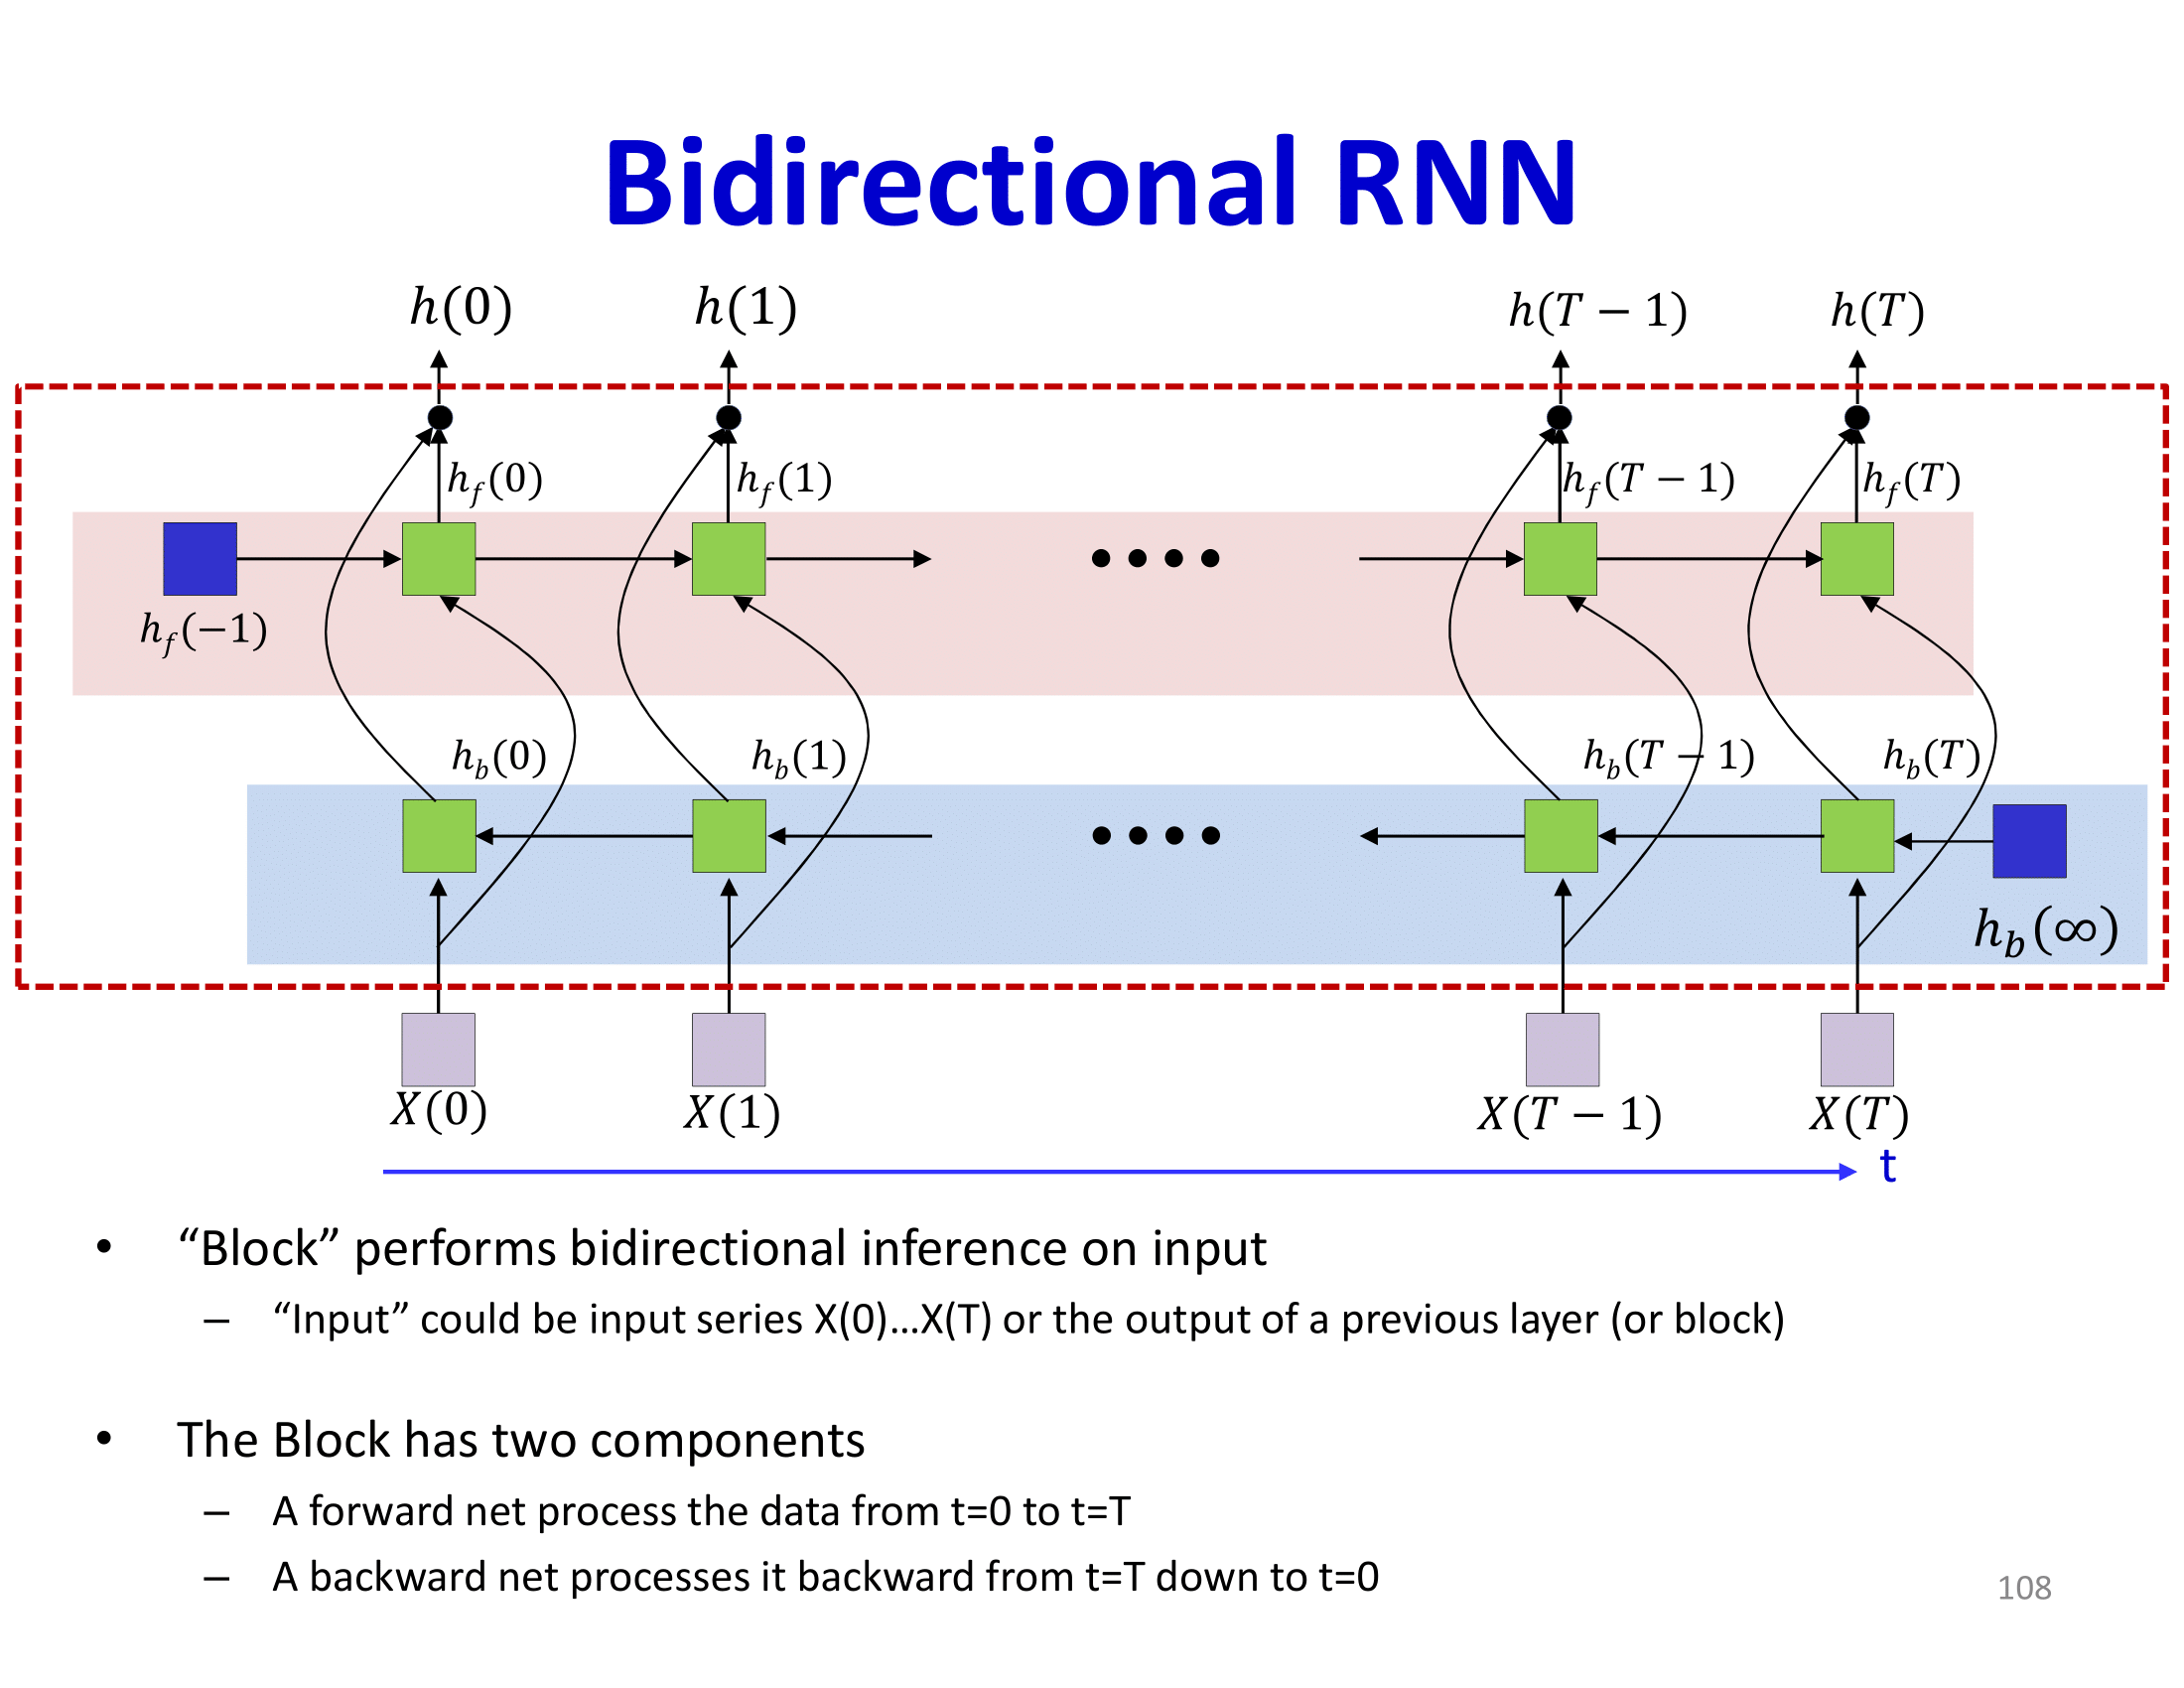 Bidirectional RNN
h(0) h(1) h(T − 1) h(T)
h_f(0) h_f(1) h_f(T − 1) h_f(T)
h_f(−1)
h_b(0) h_b(1) h_b(T − 1) h_b(T)
h_b(∞)
X(0) X(1) X(T − 1) X(T)
t
• “Block” performs bidirectional inference on input
– “Input” could be input series X(0)…X(T) or the output of a previous layer (or block)
• The Block has two components
– A forward net process the data from t=0 to t=T
– A backward net processes it backward from t=T down to t=0
108